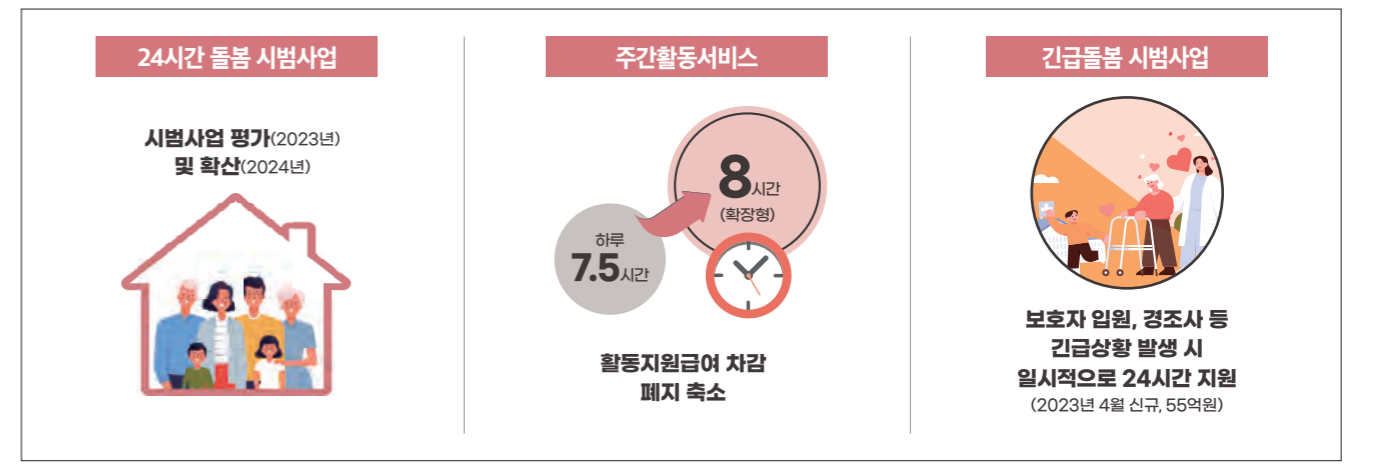 24시간 돌봄 시범사업
시범사업 평가(2023년)
및 확산(2024년)
주간활동서비스
8시간
(확장형)
하루
7.5시간
활동지원급여 차감
폐지 축소
긴급돌봄 시범사업
보호자 입원, 경조사 등
긴급상황 발생 시
일시적으로 24시간 지원
(2023년 4월 신규, 55억원)